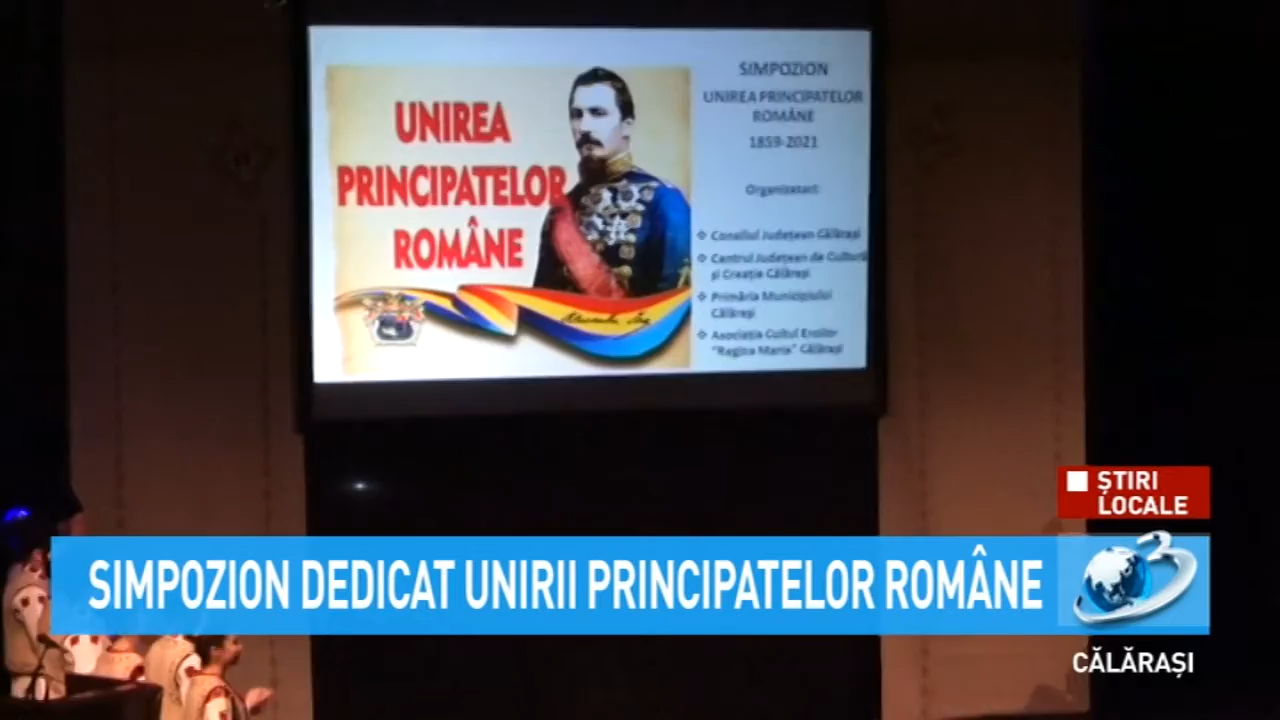 UNIREA
PRINCIPATELOR
ROMÂNE
SIMPOZION
UNIREA PRINCIPATELOR
ROMÂNE
1859-2021
Organizatori:
❖ Consiliul Județean Călărași
❖ Centrul Județean de Cultură
și Creație Călărași
❖ Primăria Municipiului
Călărași
❖ Asociația Cultul Eroilor
"Regina Maria" Călărași
ȘTIRI
LOCALE
SIMPOZION DEDICAT UNIRII PRINCIPATELOR ROMÂNE
3
CĂLĂRAȘI